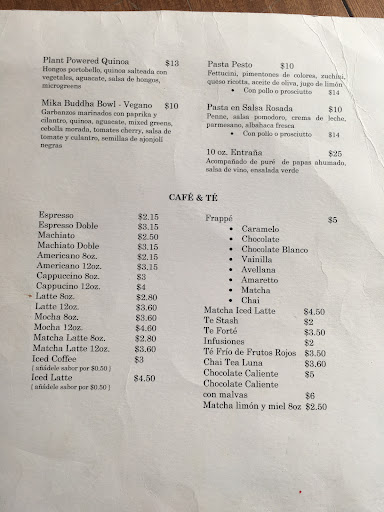 Plant Powered Quinoa $13
Hongos portobello, quinoa salteada con
vegetales, aguacate, salsa de hongos,
microgreens
Mika Buddha Bowl - Vegano $10
Garbanzos marinados con paprika y
cilantro, quinoa, aguacate, mixed greens,
cebolla morada, tomates cherry, salsa de
tomate y culantro, semillas de ajonjolí
negras
Pasta Pesto $10
Fettucini, pimentones de colores, zuchini,
queso ricotta, aceite de oliva, jugo de limón
• Con pollo o prosciutto $14
Pasta en Salsa Rosada $10
Penne, salsa pomodoro, crema de leche,
parmesano, albahaca fresca
• Con pollo o prosciutto $14
10 oz. Entraña $25
Acompañado de puré de papas ahumado,
salsa de vino, ensalada verde
CAFÉ & TÉ
Espresso $2.15
Espresso Doble $3.15
Machiato $2.50
Machiato Doble $3.15
Americano 8oz. $2.15
Americano 12oz. $3.15
Cappuccino 8oz. $3
Cappucino 12oz. $4
Latte 8oz. $2.80
Latte 12oz. $3.60
Mocha 8oz. $3.60
Mocha 12oz. $4.60
Matcha Latte 8oz. $2.80
Matcha Latte 12oz. $3.60
Iced Coffee $3
( añádele sabor por $0.50 )
Iced Latte $4.50
( añádele sabor por $0.50 )
Frappé $5
• Caramelo
• Chocolate
• Chocolate Blanco
• Vainilla
• Avellana
• Amaretto
• Matcha
• Chai
Matcha Iced Latte $4.50
Te Stash $2
Te Forté $3.50
Infusiones $2
Té Frío de Frutos Rojos $3.50
Chai Tea Luna $3.60
Chocolate Caliente $5
Chocolate Caliente
con malvas $6
Matcha limón y miel 8oz $2.50